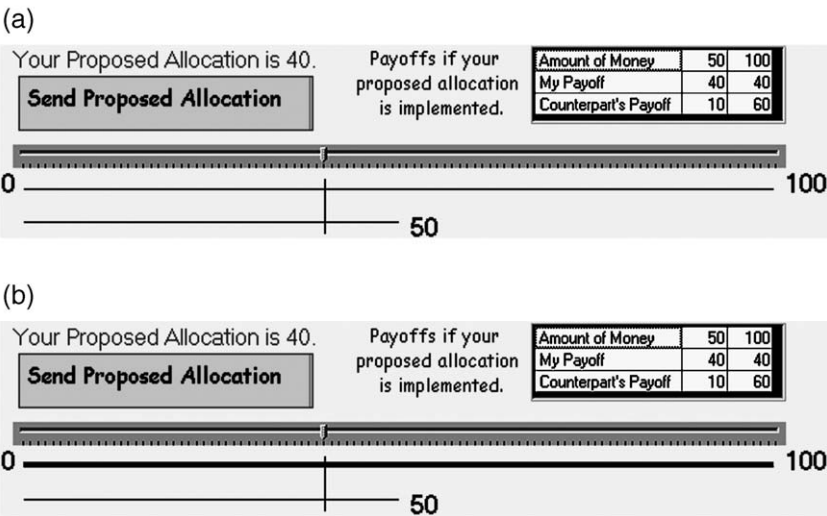 (a)
Your Proposed Allocation is 40.
Send Proposed Allocation
Payoffs if your
proposed allocation
is implemented.
Amount of Money 50 100
My Payoff 40 40
Counterpart's Payoff 10 60
0 100
50
(b)
Your Proposed Allocation is 40.
Send Proposed Allocation
Payoffs if your
proposed allocation
is implemented.
Amount of Money 50 100
My Payoff 40 40
Counterpart's Payoff 10 60
0 100
50